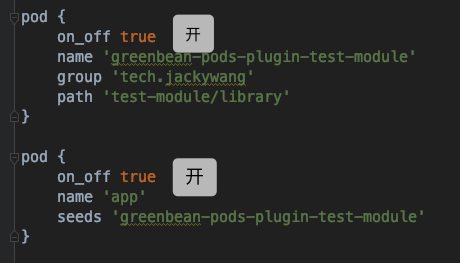 pod {
on_off true 开
name 'greenbean-pods-plugin-test-module'
group 'tech.jackywang'
path 'test-module/library'
}
pod {
on_off true 开
name 'app'
seeds 'greenbean-pods-plugin-test-module'
}